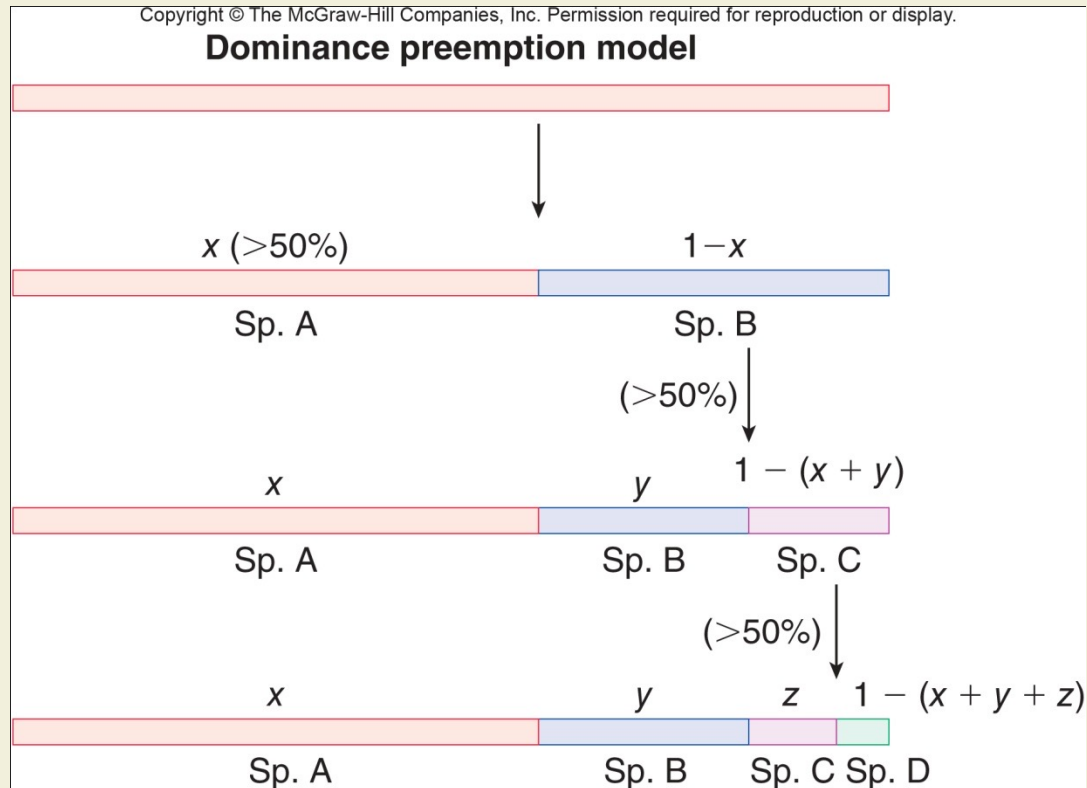 Copyright © The McGraw-Hill Companies, Inc. Permission required for reproduction or display.
Dominance preemption model
x (>50%) 1−x
Sp. A Sp. B
(>50%)
x y 1 − (x + y)
Sp. A Sp. B Sp. C
(>50%)
x y z 1 − (x + y + z)
Sp. A Sp. B Sp. C Sp. D